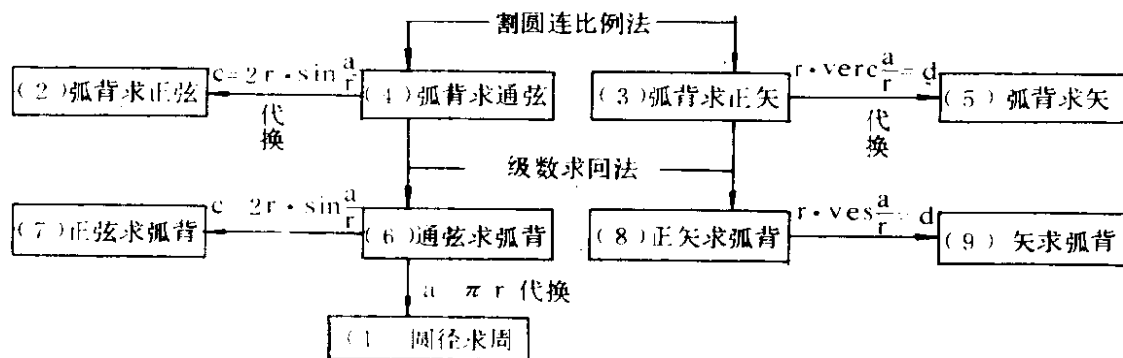 割圆连比例法
c=2r·sin a/r
r·verc a/r = d
(2)弧背求正弦
(4)弧背求通弦
(3)弧背求正矢
(5)弧背求矢
代换
代换
级数求回法
c 2r·sin a/r
r·ves a/r = d
(7)正弦求弧背
(6)通弦求弧背
(8)正矢求弧背
(9) 矢求弧背
a π r 代换
(1 圆径求周